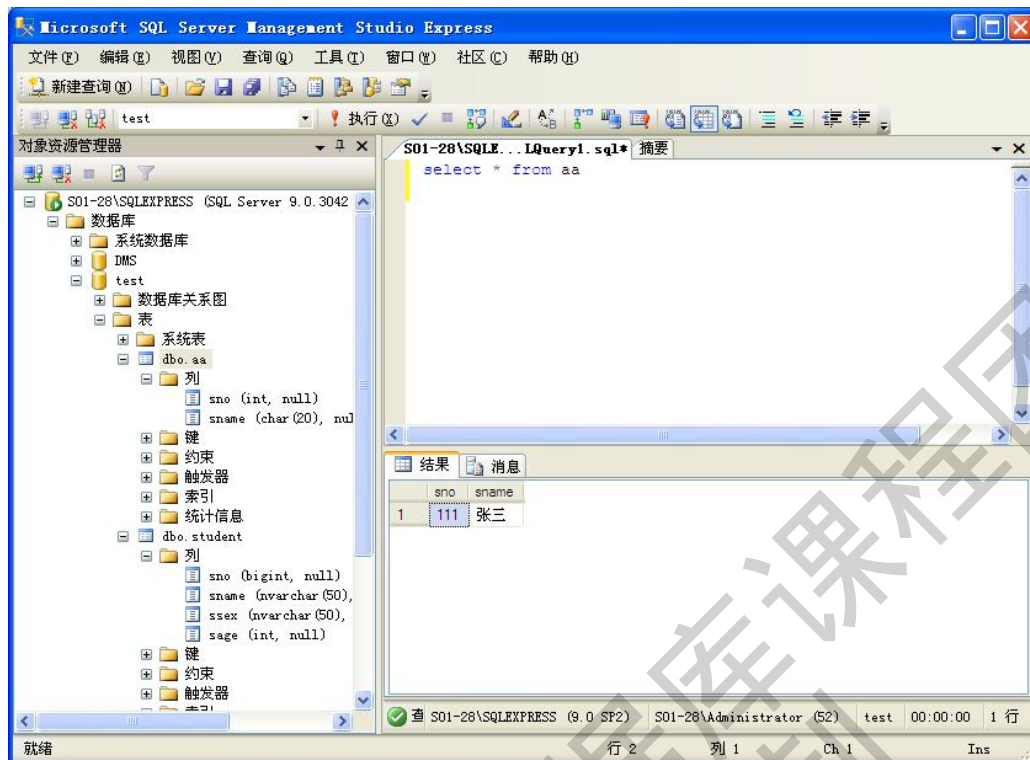 Microsoft SQL Server Management Studio Express
文件(F) 编辑(E) 视图(V) 查询(Q) 工具(T) 窗口(W) 社区(C) 帮助(H)
新建查询(N)
test 执行(X)
对象资源管理器
S01-28\SQLE...LQuery1.sql* 摘要
select * from aa
S01-28\SQLEXPRESS (SQL Server 9.0.3042
数据库
系统数据库
DMS
test
数据库关系图
表
系统表
dbo.aa
列
sno (int, null)
sname (char(20), nul
键
约束
触发器
索引
统计信息
dbo.student
列
sno (bigint, null)
sname (nvarchar(50),
ssex (nvarchar(50),
sage (int, null)
键
约束
触发器
结果 消息
sno sname
1 111 张三
查 S01-28\SQLEXPRESS (9.0 SP2) S01-28\Administrator (52) test 00:00:00 1 行
就绪 行 2 列 1 Ch 1 Ins
库课程团